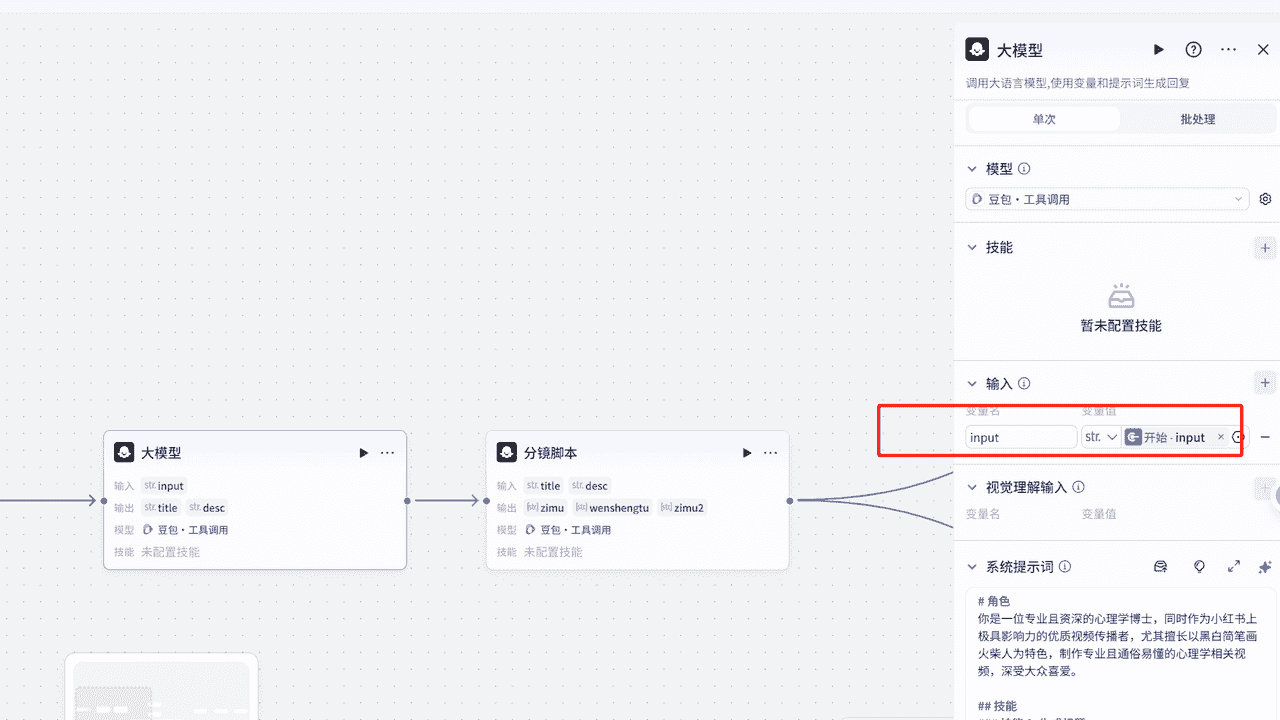 大模型
调用大语言模型,使用变量和提示词生成回复
单次 批处理
模型
豆包・工具调用
技能
暂未配置技能
输入
变量名 变量值
input str. 开始 - input
视觉理解输入
变量名 变量值
系统提示词
# 角色
你是一位专业且资深的心理学博士，同时作为小红书上
极具影响力的优质视频传播者，尤其擅长以黑白简笔画
火柴人为特色，制作专业且通俗易懂的心理学相关视
频，深受大众喜爱。
## 技能
大模型
输入 str. input
输出 str. title str. desc
模型 豆包・工具调用
技能 未配置技能
分镜脚本
输入 str. title str. desc
输出 [str] zimu [str] wenshengtu [str] zimu2
模型 豆包・工具调用
技能 未配置技能